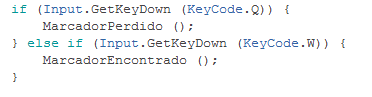 if (Input.GetKeyDown (KeyCode.Q)) {
    MarcadorPerdido ();
} else if (Input.GetKeyDown (KeyCode.W)) {
    MarcadorEncontrado ();
}